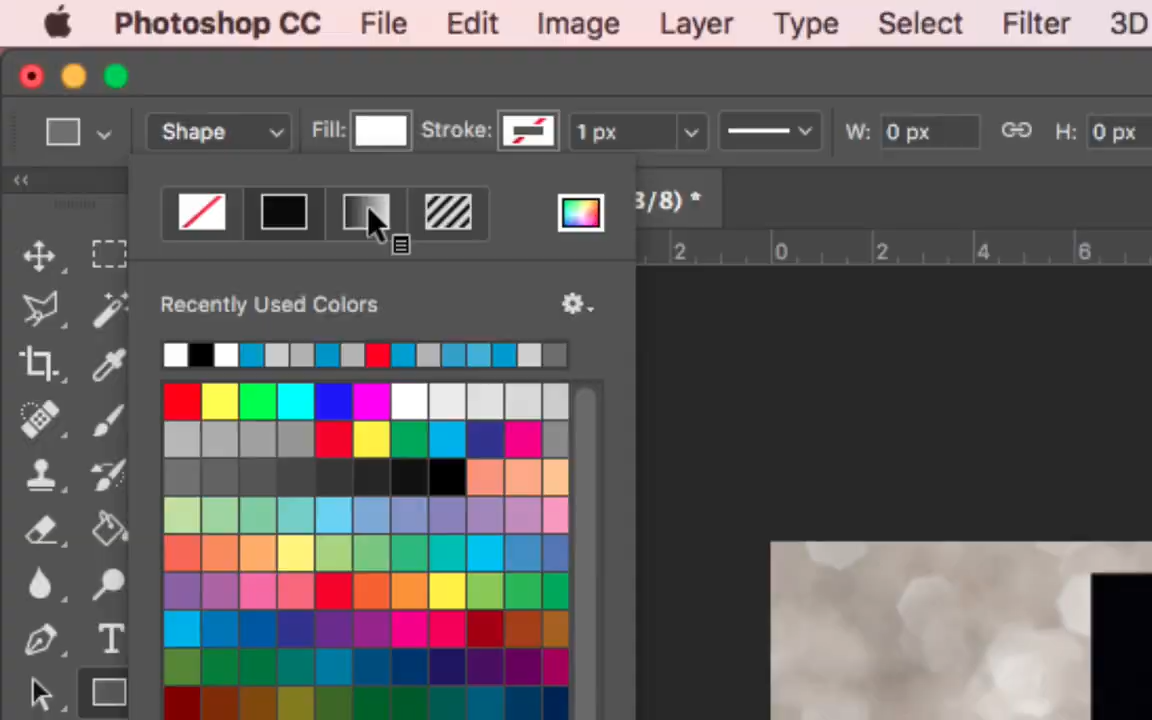 Photoshop CC File Edit Image Layer Type Select Filter 3D
Shape Fill: Stroke: 1 px W: 0 px H: 0 px
3/8) *
2 0 2 4 6
Recently Used Colors
T